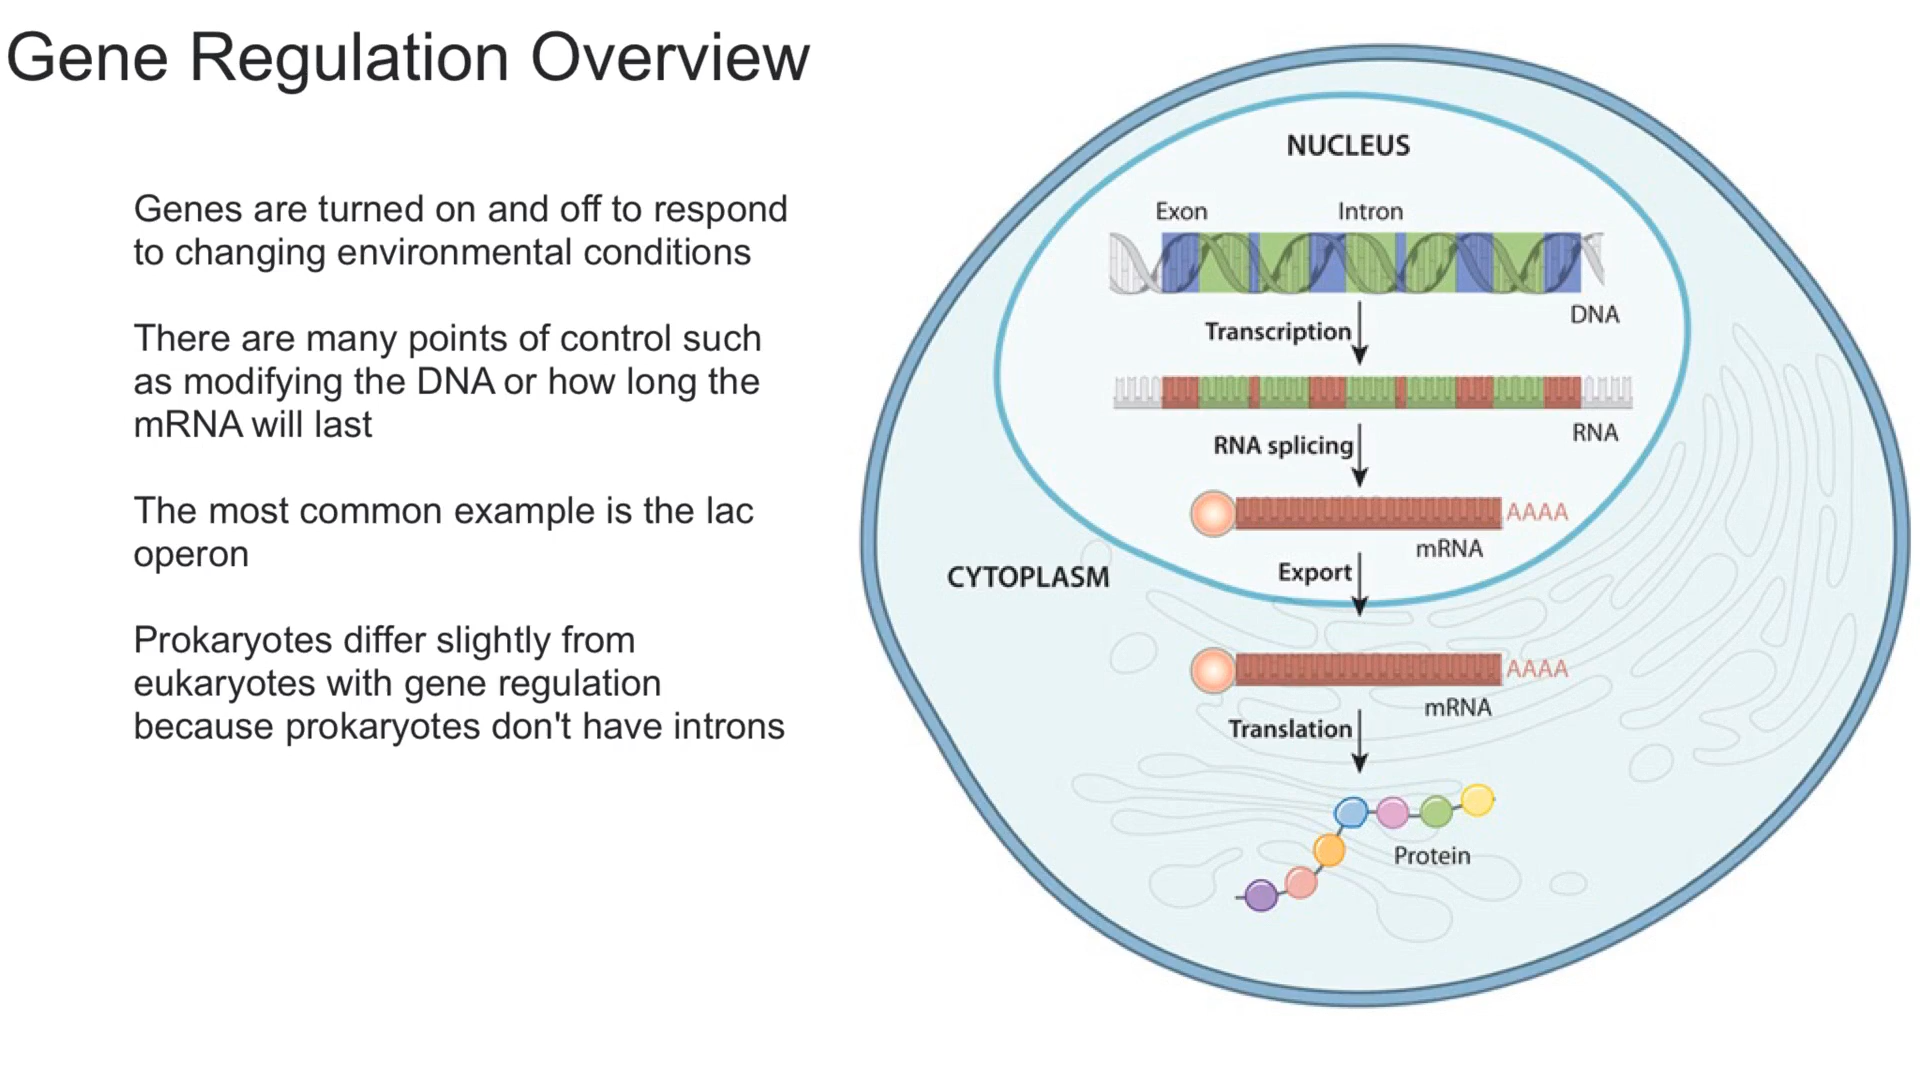 Gene Regulation Overview
Genes are turned on and off to respond
to changing environmental conditions
There are many points of control such
as modifying the DNA or how long the
mRNA will last
The most common example is the lac
operon
Prokaryotes differ slightly from
eukaryotes with gene regulation
because prokaryotes don't have introns
NUCLEUS
Exon Intron
DNA
Transcription
RNA
RNA splicing
AAAA
mRNA
Export
CYTOPLASM
AAAA
mRNA
Translation
Protein